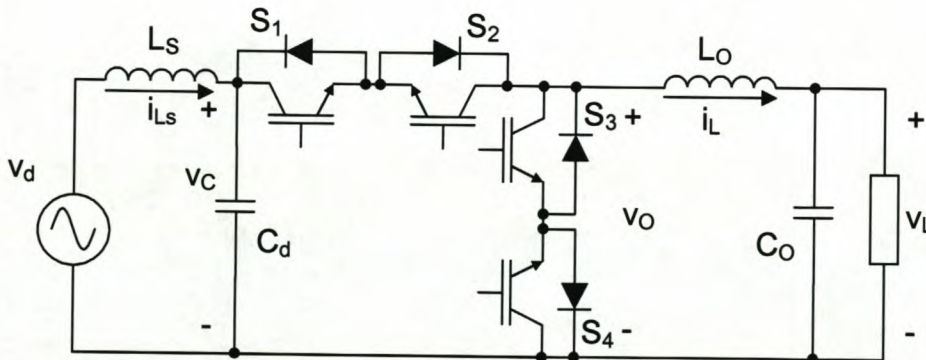 S1
S2
LS
LO
iLs
+
iL
S3
+
+
vd
vC
vO
vL
Cd
CO
-
S4
-
-